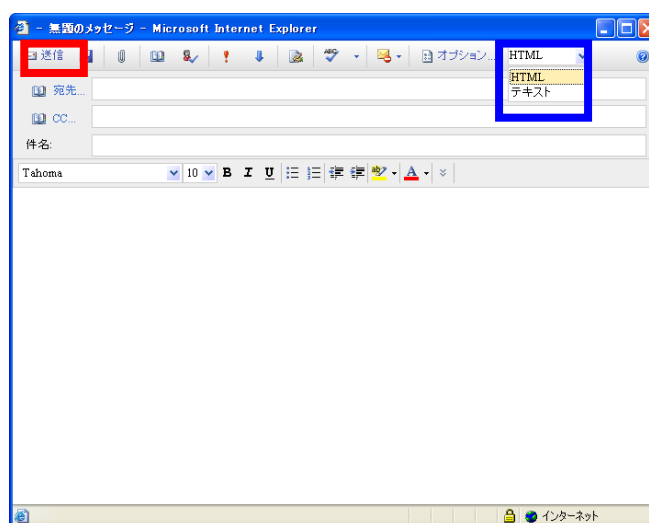 - 無題のメッセージ - Microsoft Internet Explorer
送信 オプション... HTML
HTML
テキスト
宛先...
CC...
件名:
Tahoma 10 B I U A
インターネット